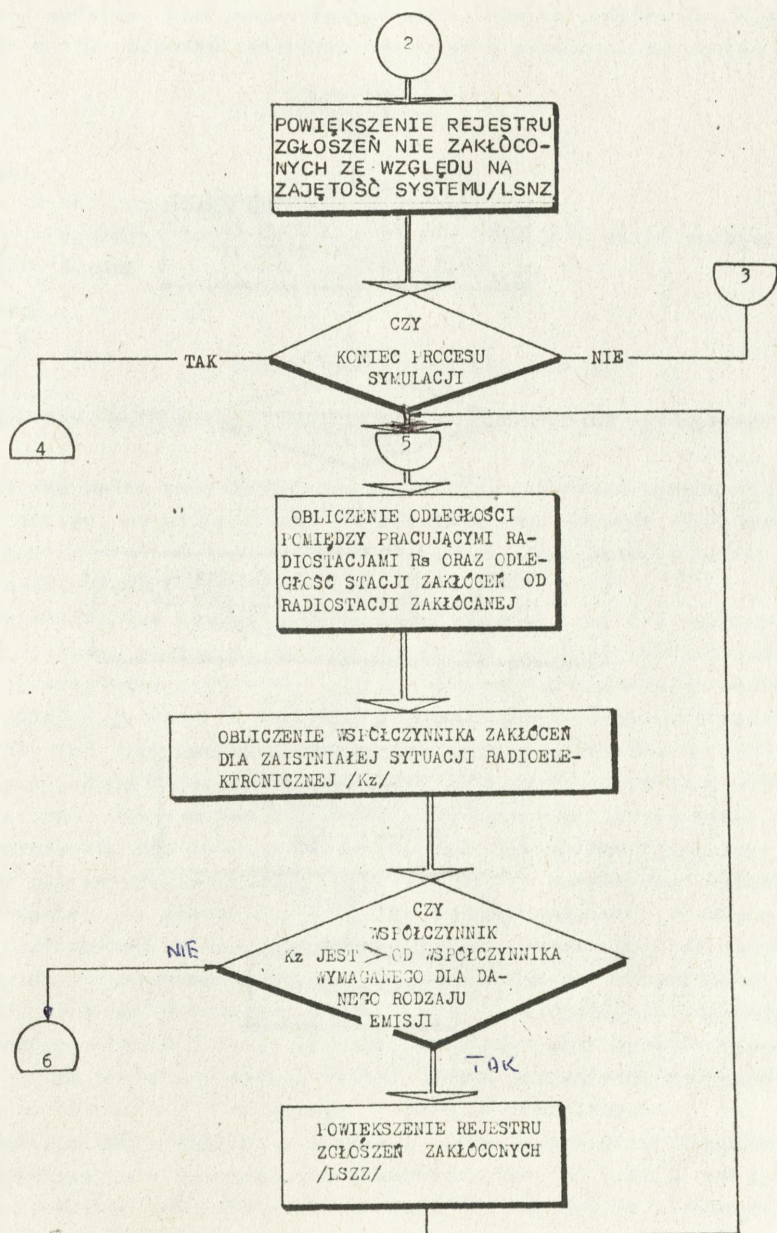 2
POWIĘKSZENIE REJESTRU
ZGŁOSZEŃ NIE ZAKŁÓCO-
NYCH ZE WZGLĘDU NA
ZAJĘTOŚĆ SYSTEMU/LSNZ
3
CZY
KONIEC PROCESU
SYMULACJI
TAK
NIE
4
5
OBLICZENIE ODLEGŁOŚCI
POMIĘDZY PRACUJĄCYMI RA-
DIOSTACJAMI Rs ORAZ ODLE-
GŁOŚĆ STACJI ZAKŁÓCEŃ OD
RADIOSTACJI ZAKŁÓCANEJ
OBLICZENIE WSPÓŁCZYNNIKA ZAKŁÓCEŃ
DLA ZAISTNIAŁEJ SYTUACJI RADIOELE-
KTRONICZNEJ /Kz/
CZY
WSPÓŁCZYNNIK
Kz JEST > OD WSPÓŁCZYNNIKA
WYMAGANEGO DLA DA-
NEGO RODZAJU
EMISJI
NIE
6
TAK
POWIĘKSZENIE REJESTRU
ZGŁOSZEŃ ZAKŁÓCONYCH
/LSZZ/